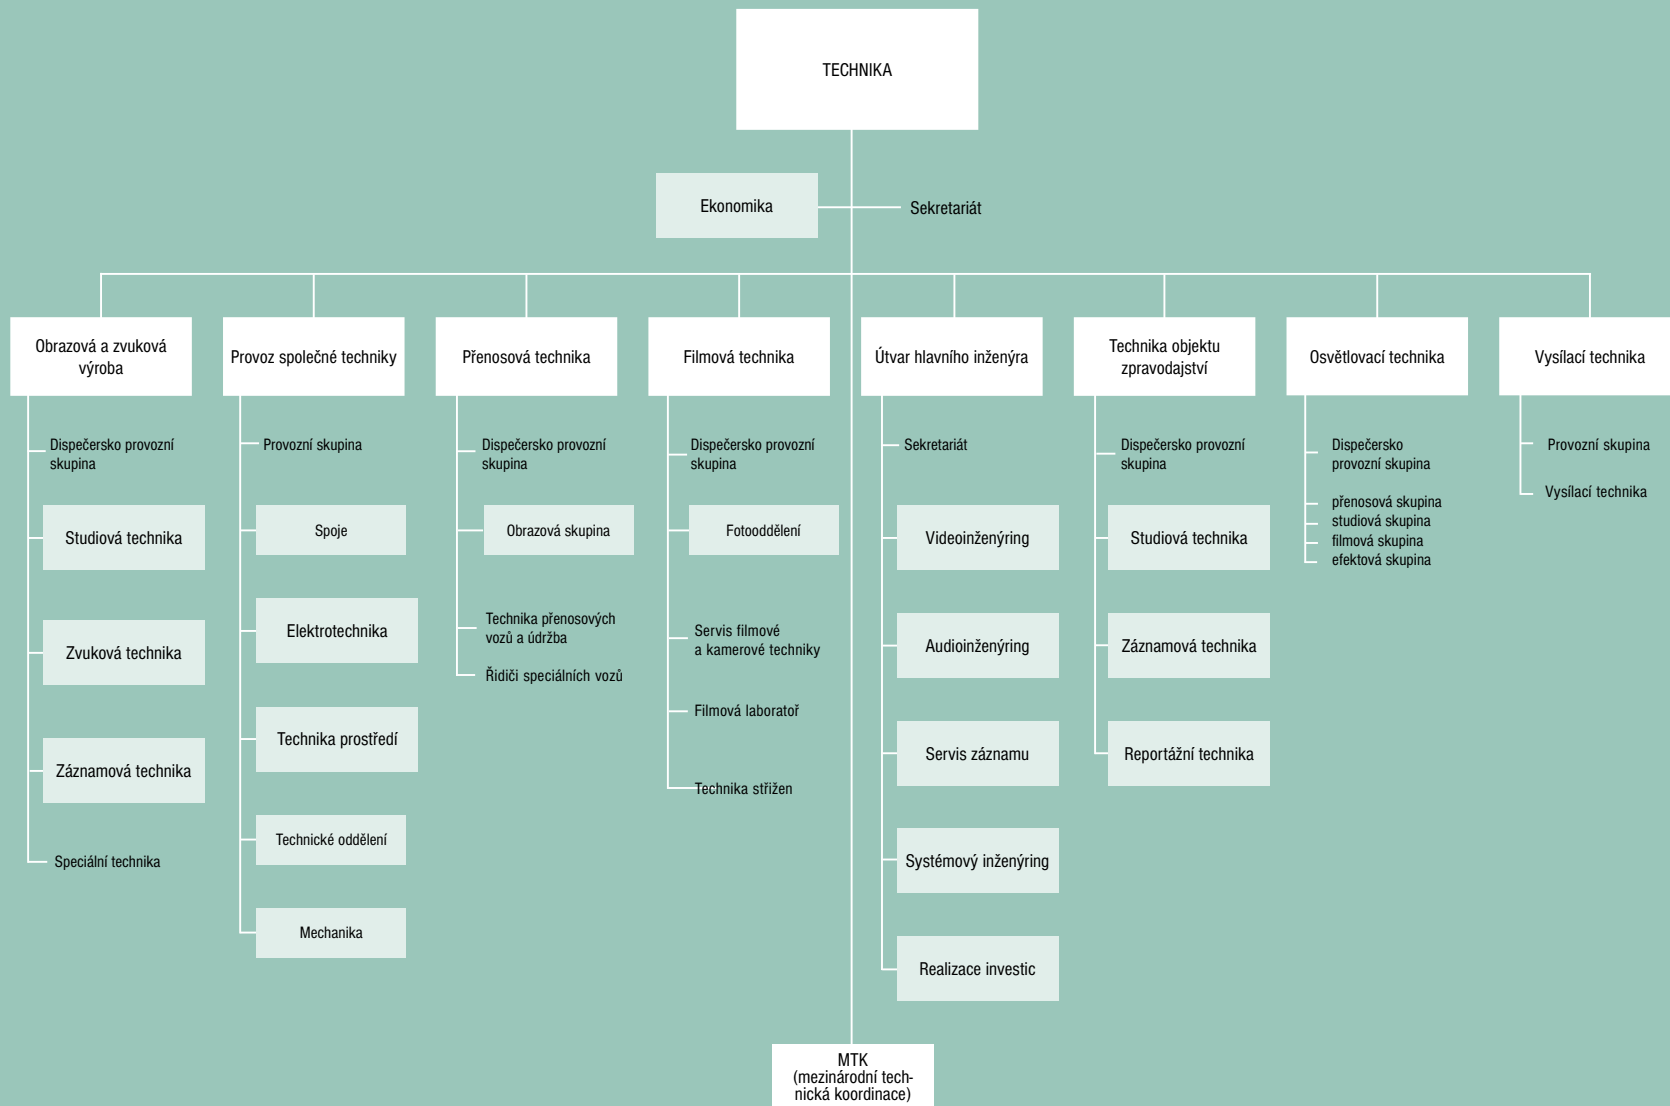 TECHNIKA
Ekonomika
Sekretariát
Obrazová a zvuková
výroba
Dispečersko provozní
skupina
Studiová technika
Zvuková technika
Záznamová technika
Speciální technika
Provoz společné techniky
Provozní skupina
Spoje
Elektrotechnika
Technika prostředí
Technické oddělení
Mechanika
Přenosová technika
Dispečersko provozní
skupina
Obrazová skupina
Technika přenosových
vozů a údržba
Řidiči speciálních vozů
Filmová technika
Dispečersko provozní
skupina
Fotooddělení
Servis filmové
a kamerové techniky
Filmová laboratoř
Technika střižen
Útvar hlavního inženýra
Sekretariát
Videoinženýring
Audioinženýring
Servis záznamu
Systémový inženýring
Realizace investic
Technika objektu
zpravodajství
Dispečersko provozní
skupina
Studiová technika
Záznamová technika
Reportážní technika
Osvětlovací technika
Dispečersko
provozní skupina
přenosová skupina
studiová skupina
filmová skupina
efektová skupina
Vysílací technika
Provozní skupina
Vysílací technika
MTK
(mezinárodní tech-
nická koordinace)